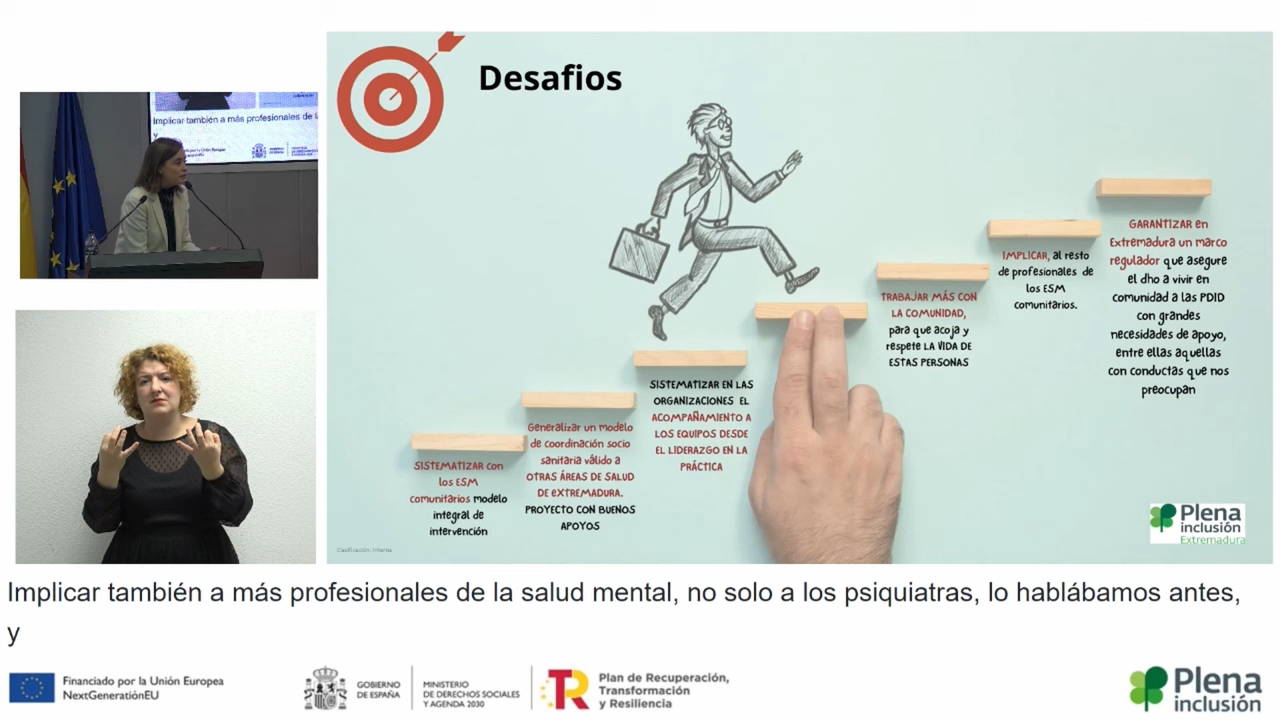 Desafios
Implicar también a más profesionales de l
y
SISTEMATIZAR con
los ESM
comunitarios modelo
integral de
intervención
Generalizar un modelo
de coordinación socio
sanitaria válido a
OTRAS ÁREAS DE SALUD
DE EXTREMADURA.
PROYECTO CON BUENOS
APOYOS
SISTEMATIZAR EN LAS
ORGANIZACIONES EL
ACOMPAÑAMIENTO A
LOS EQUIPOS DESDE
EL LIDERAZGO EN LA
PRÁCTICA
TRABAJAR MÁS CON
LA COMUNIDAD,
para que acoja y
respete LA VIDA DE
ESTAS PERSONAS
IMPLICAR, al resto
de profesionales de
los ESM
comunitarios.
GARANTIZAR en
Extremadura un marco
regulador que asegure
el dho a vivir en
comunidad a las PDID
con grandes
necesidades de apoyo,
entre ellas aquellas
con conductas que nos
preocupan
Clasificación: Interna
Plena
inclusión
Extremadura
Implicar también a más profesionales de la salud mental, no solo a los psiquiatras, lo hablábamos antes,
y
Financiado por la Unión Europea
NextGenerationEU
GOBIERNO
DE ESPAÑA
MINISTERIO
DE DERECHOS SOCIALES
Y AGENDA 2030
Plan de Recuperación,
Transformación
y Resiliencia
Plena
inclusión